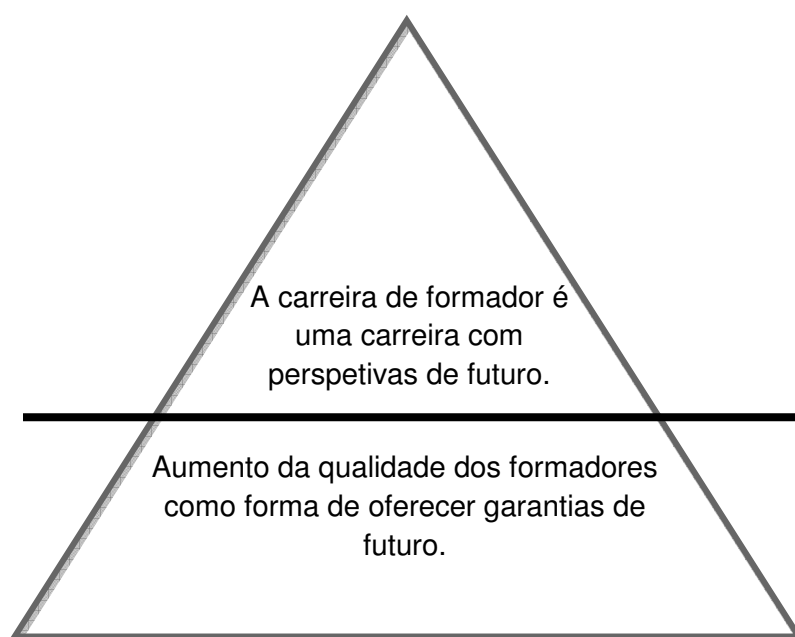 A carreira de formador é
uma carreira com
perspetivas de futuro.
Aumento da qualidade dos formadores
como forma de oferecer garantias de
futuro.